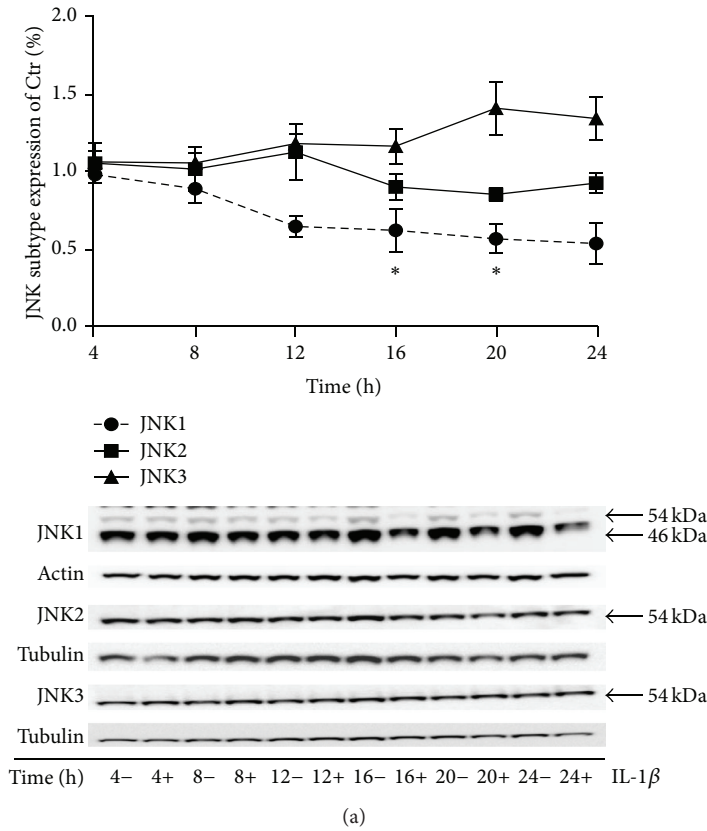 JNK subtype expression of Ctr (%)
2.0
1.5
1.0
0.5
0.0
4 8 12 16 20 24
* *
Time (h)
JNK1
JNK2
JNK3
54 kDa
JNK1 46 kDa
Actin
JNK2 54 kDa
Tubulin
JNK3 54 kDa
Tubulin
Time (h) 4− 4+ 8− 8+ 12− 12+ 16− 16+ 20− 20+ 24− 24+ IL-1β
(a)